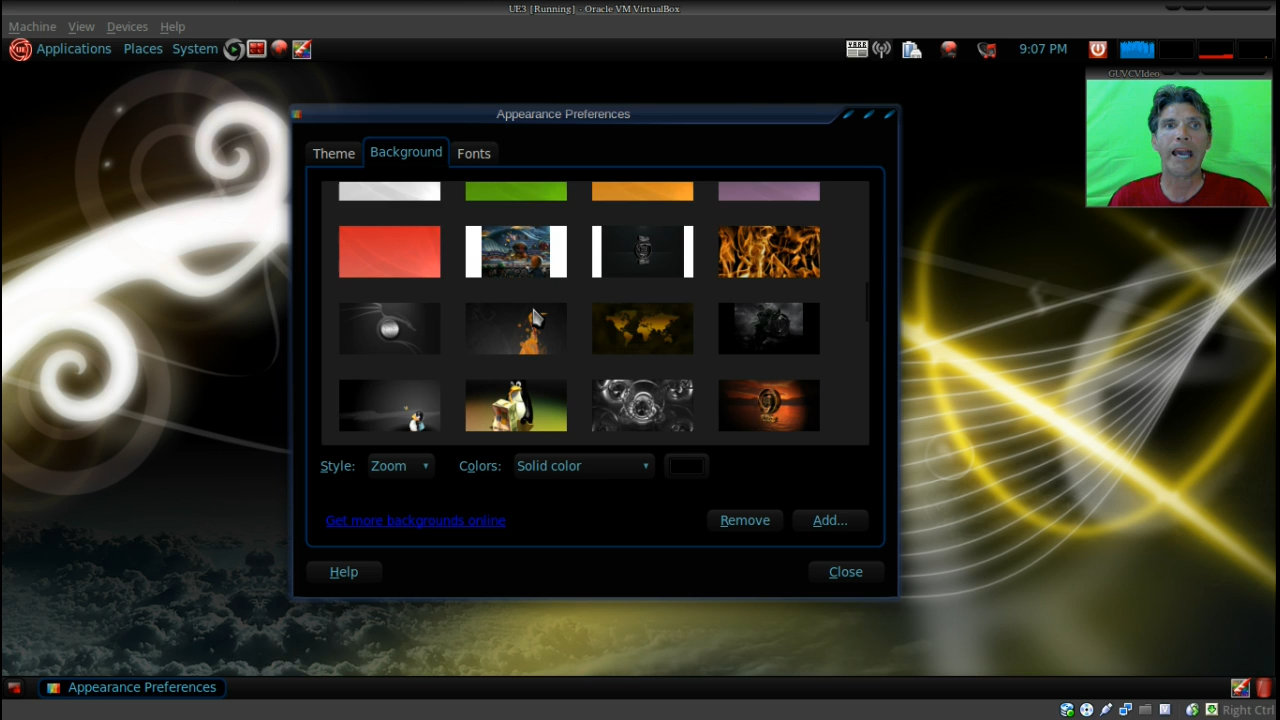 UE3 [Running] - Oracle VM VirtualBox
Machine View Devices Help
Applications Places System 9:07 PM
GUVCVideo
Appearance Preferences
Theme Background Fonts
Style: Zoom Colors: Solid color
Get more backgrounds online Remove Add...
Help Close
Appearance Preferences
Right Ctrl